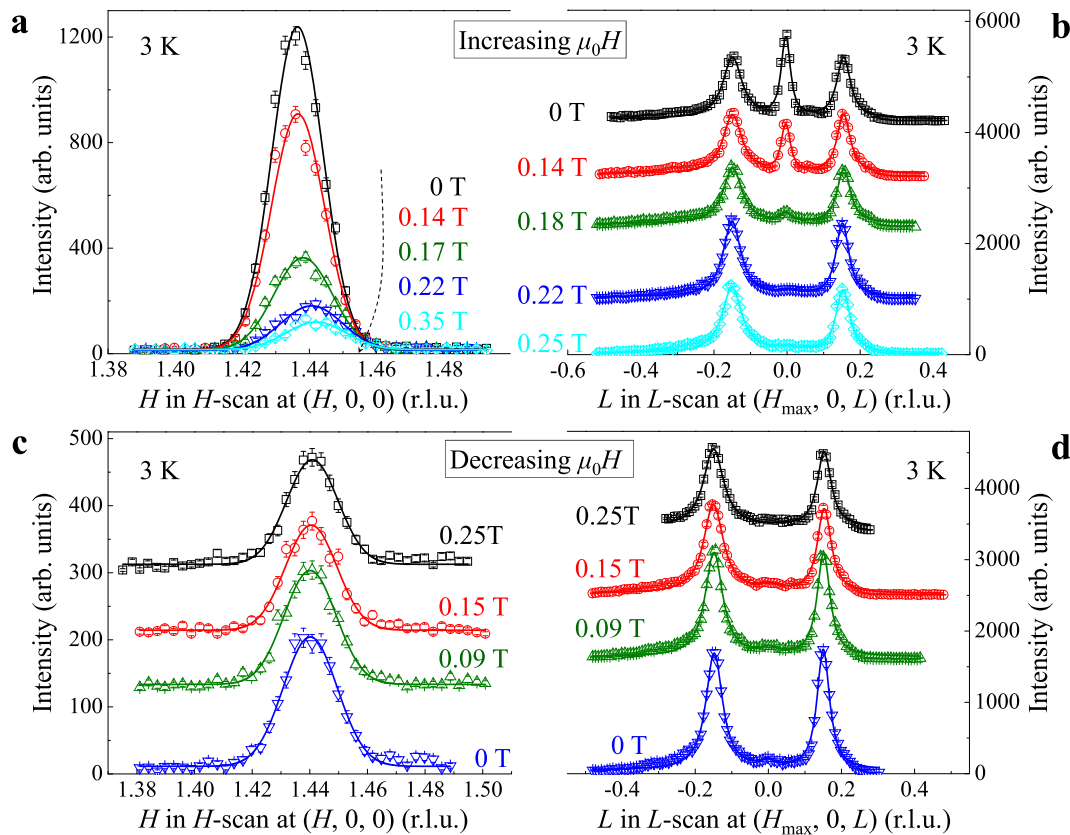 a
3 K
Increasing μ₀H
3 K
b
1200
800
400
0
Intensity (arb. units)
0 T
0.14 T
0.17 T
0.22 T
0.35 T
1.38
1.40
1.42
1.44
1.46
1.48
H in H-scan at (H, 0, 0) (r.l.u.)
0 T
0.14 T
0.18 T
0.22 T
0.25 T
6000
4000
2000
0
Intensity (arb. units)
-0.6
-0.4
-0.2
0.0
0.2
0.4
L in L-scan at (Hmax, 0, L) (r.l.u.)
c
3 K
Decreasing μ₀H
3 K
d
500
400
300
200
100
0
Intensity (arb. units)
0.25T
0.15 T
0.09 T
0 T
1.38
1.40
1.42
1.44
1.46
1.48
1.50
H in H-scan at (H, 0, 0) (r.l.u.)
0.25T
0.15 T
0.09 T
0 T
4000
3000
2000
1000
0
Intensity (arb. units)
-0.4
-0.2
0.0
0.2
0.4
L in L-scan at (Hmax, 0, L) (r.l.u.)